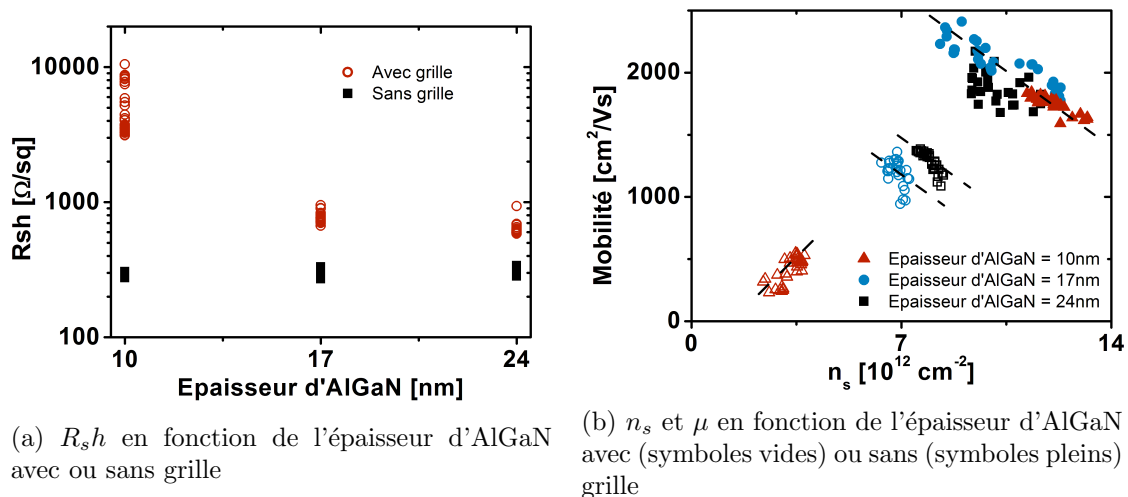 10000
1000
100
Rsh [Ω/sq]
Avec grille
Sans grille
10
17
24
Epaisseur d'AlGaN [nm]
(a) Rsh en fonction de l'épaisseur d'AlGaN
avec ou sans grille
2000
1000
0
Mobilité [cm²/Vs]
Epaisseur d'AlGaN = 10nm
Epaisseur d'AlGaN = 17nm
Epaisseur d'AlGaN = 24nm
0
7
14
nₛ [10¹² cm⁻²]
(b) nₛ et μ en fonction de l'épaisseur d'AlGaN
avec (symboles vides) ou sans (symboles pleins)
grille